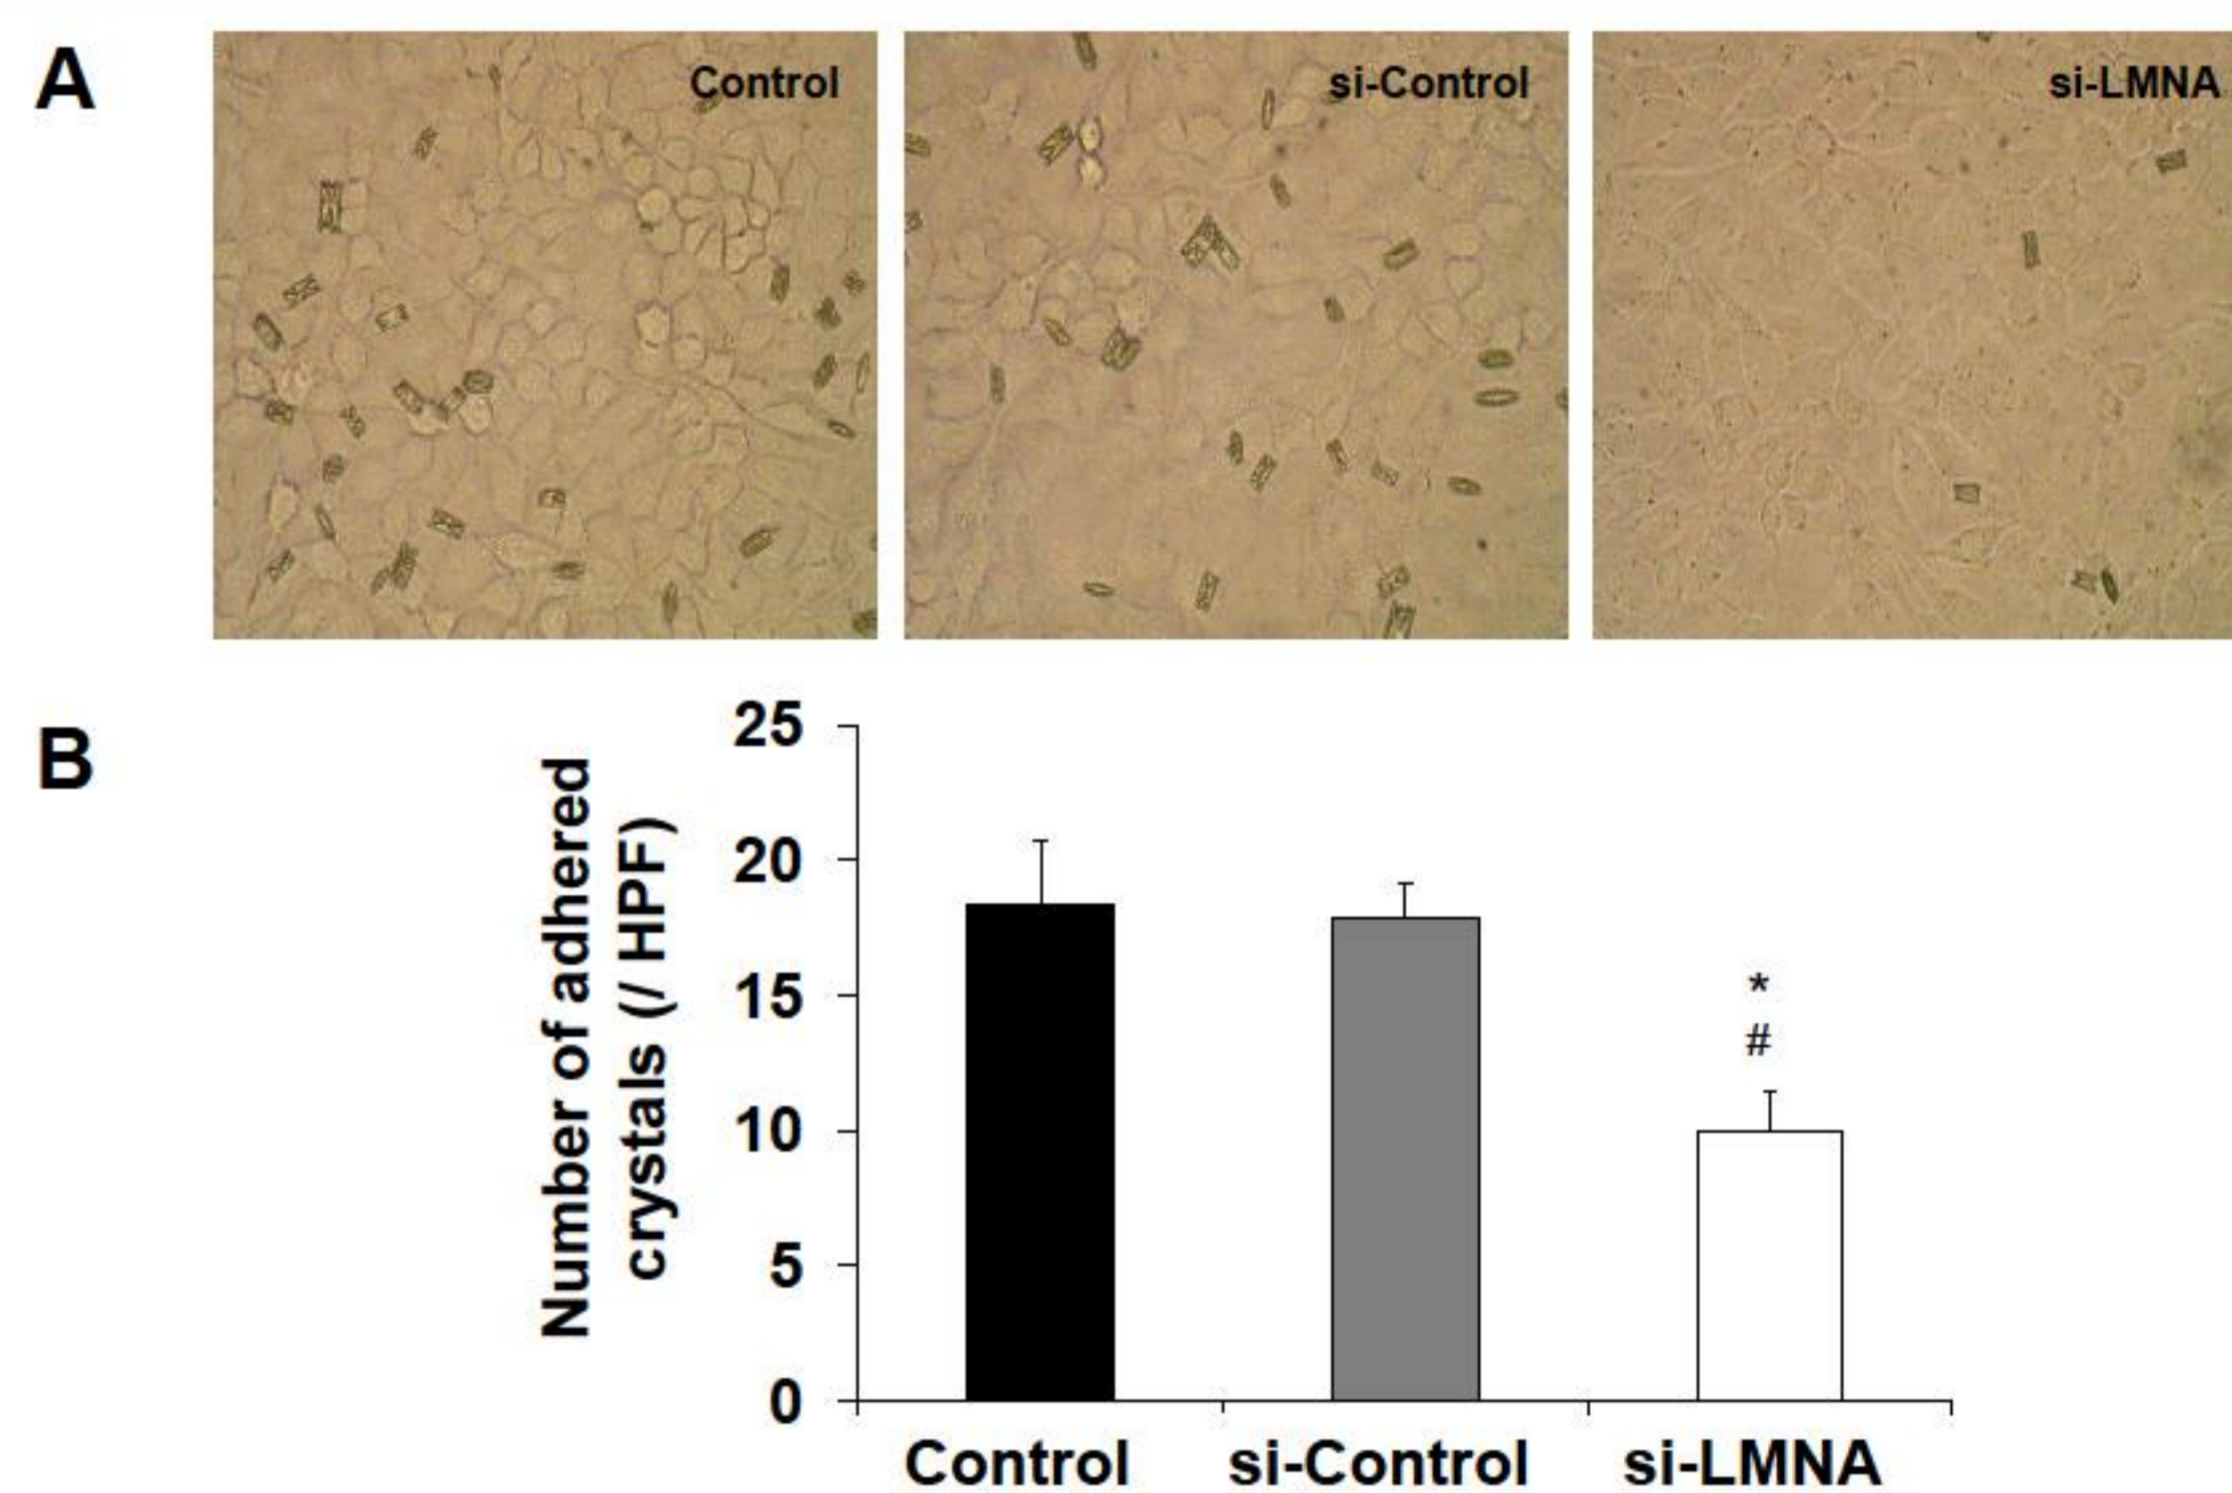 A
Control
si-Control
si-LMNA
B
Number of adhered
crystals (/ HPF)
25
20
15
10
5
0
*
#
Control
si-Control
si-LMNA